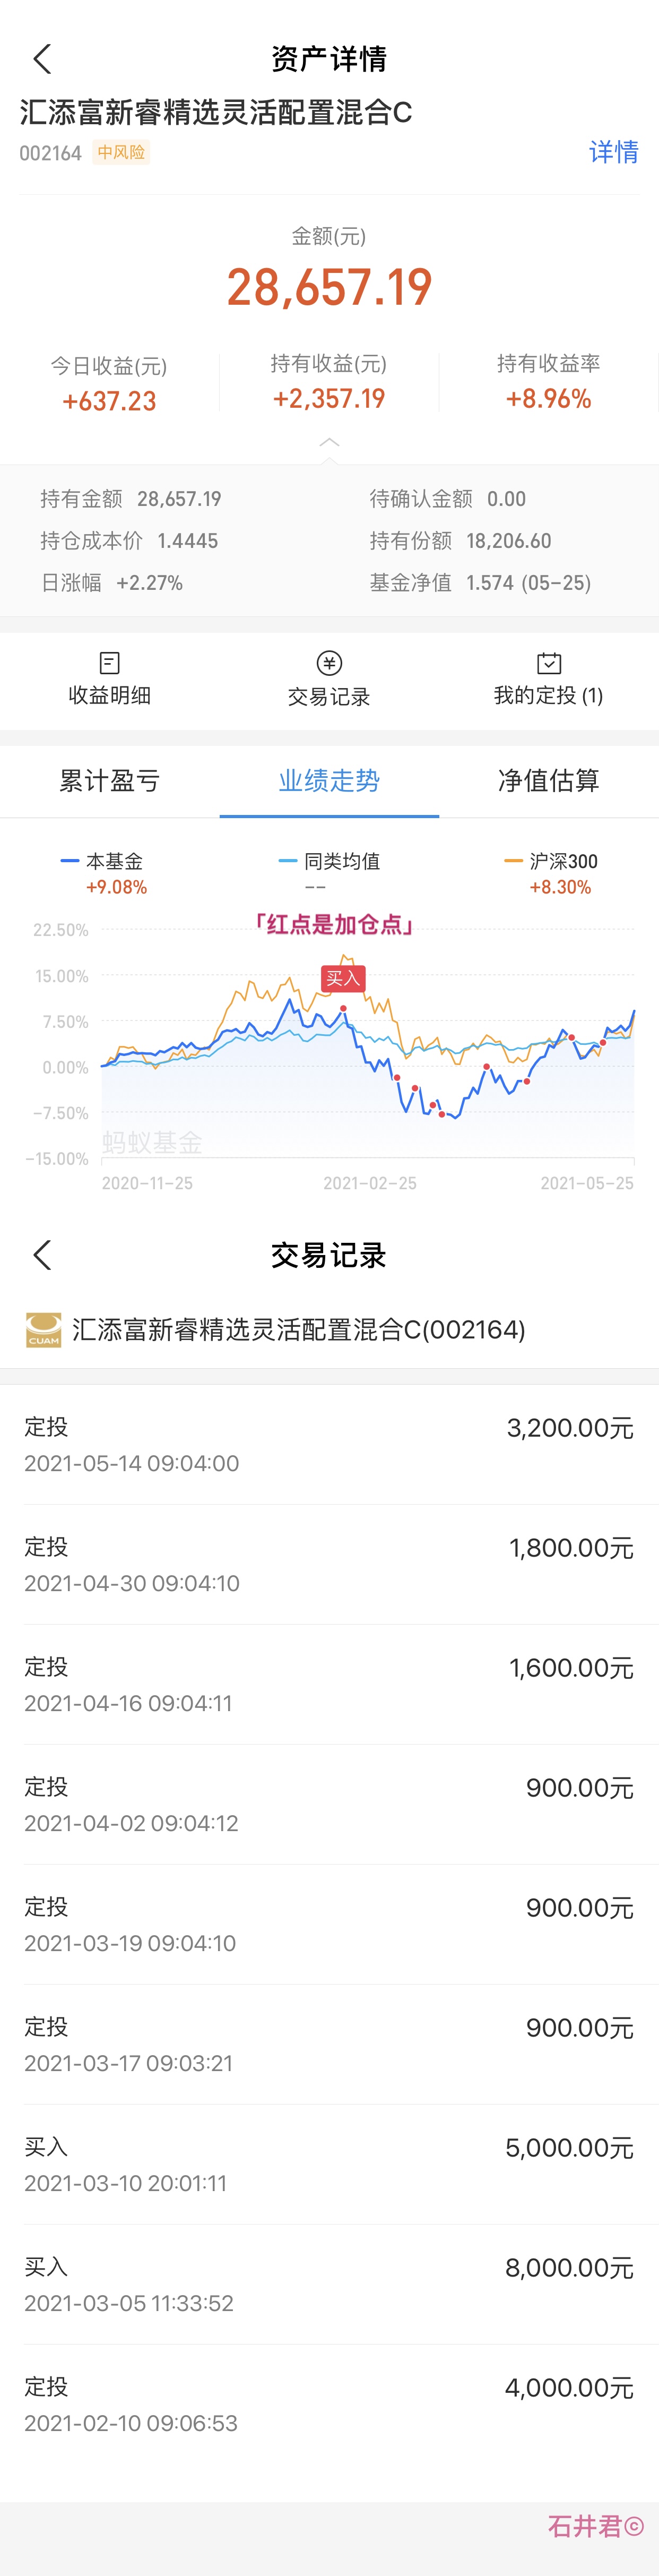 资产详情
汇添富新睿精选灵活配置混合C
002164 中风险 详情
金额(元)
28,657.19
今日收益(元) 持有收益(元) 持有收益率
+637.23 +2,357.19 +8.96%
持有金额 28,657.19 待确认金额 0.00
持仓成本价 1.4445 持有份额 18,206.60
日涨幅 +2.27% 基金净值 1.574 (05-25)
收益明细 交易记录 我的定投 (1)
累计盈亏 业绩走势 净值估算
本基金 同类均值 沪深300
+9.08% -- +8.30%
「红点是加仓点」
22.50%
买入
15.00%
7.50%
0.00%
-7.50%
蚂蚁基金
-15.00%
2020-11-25 2021-02-25 2021-05-25
交易记录
CUAM 汇添富新睿精选灵活配置混合C(002164)
定投 3,200.00元
2021-05-14 09:04:00
定投 1,800.00元
2021-04-30 09:04:10
定投 1,600.00元
2021-04-16 09:04:11
定投 900.00元
2021-04-02 09:04:12
定投 900.00元
2021-03-19 09:04:10
定投 900.00元
2021-03-17 09:03:21
买入 5,000.00元
2021-03-10 20:01:11
买入 8,000.00元
2021-03-05 11:33:52
定投 4,000.00元
2021-02-10 09:06:53
石井君©